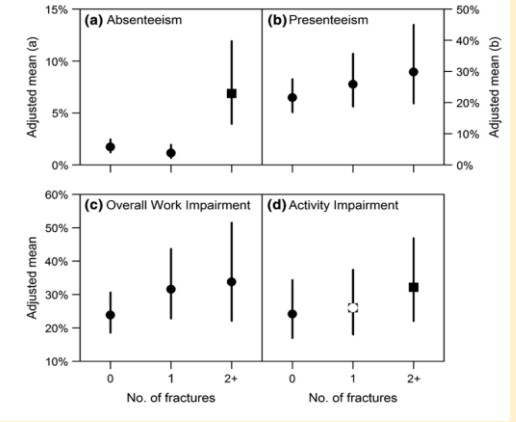 15%
10%
5%
0%
Adjusted mean (a)
(a) Absenteeism
(b) Presenteeism
50%
40%
30%
20%
10%
0%
Adjusted mean (b)
60%
50%
40%
30%
20%
10%
Adjusted mean
(c) Overall Work Impairment
(d) Activity Impairment
0 1 2+
0 1 2+
No. of fractures
No. of fractures